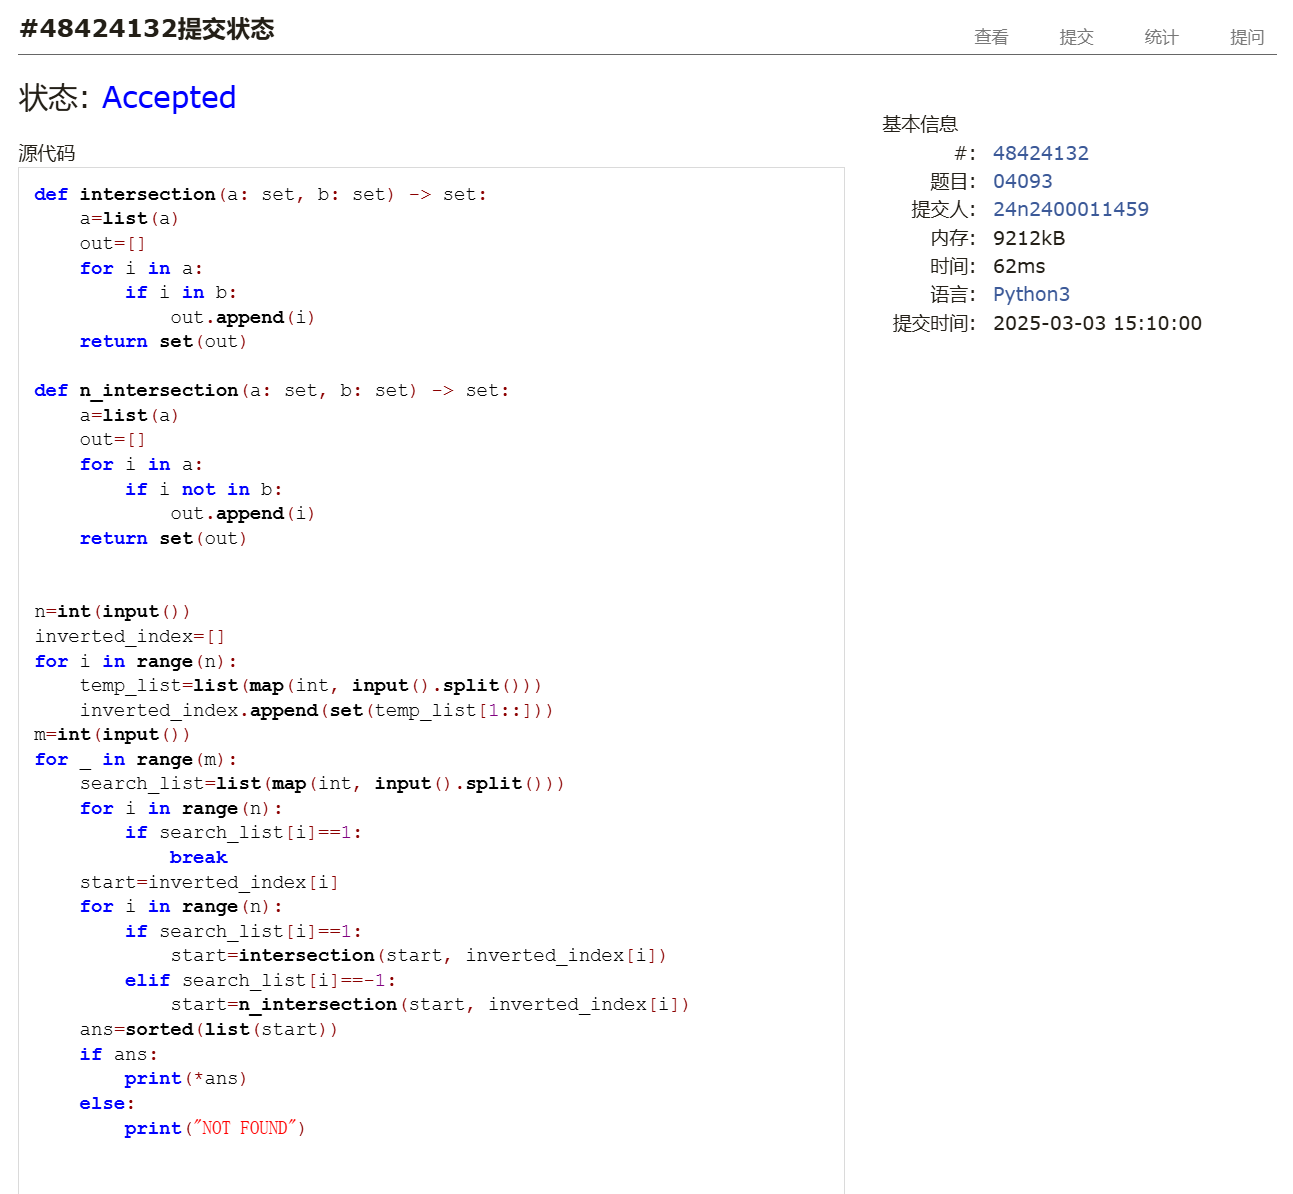 #48424132提交状态
查看 提交 统计 提问
状态: Accepted
源代码
def intersection(a: set, b: set) -> set:
    a=list(a)
    out=[]
    for i in a:
        if i in b:
            out.append(i)
    return set(out)

def n_intersection(a: set, b: set) -> set:
    a=list(a)
    out=[]
    for i in a:
        if i not in b:
            out.append(i)
    return set(out)


n=int(input())
inverted_index=[]
for i in range(n):
    temp_list=list(map(int, input().split()))
    inverted_index.append(set(temp_list[1::]))
m=int(input())
for _ in range(m):
    search_list=list(map(int, input().split()))
    for i in range(n):
        if search_list[i]==1:
            break
    start=inverted_index[i]
    for i in range(n):
        if search_list[i]==1:
            start=intersection(start, inverted_index[i])
        elif search_list[i]==-1:
            start=n_intersection(start, inverted_index[i])
    ans=sorted(list(start))
    if ans:
        print(*ans)
    else:
        print("NOT FOUND")
基本信息
#: 48424132
题目: 04093
提交人: 24n2400011459
内存: 9212kB
时间: 62ms
语言: Python3
提交时间: 2025-03-03 15:10:00